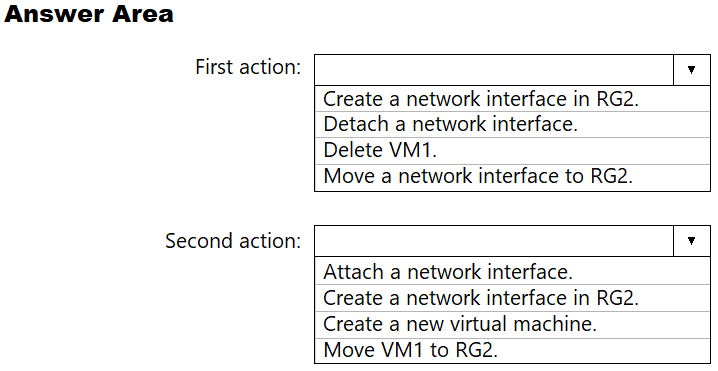 Answer Area
First action:
Create a network interface in RG2.
Detach a network interface.
Delete VM1.
Move a network interface to RG2.
Second action:
Attach a network interface.
Create a network interface in RG2.
Create a new virtual machine.
Move VM1 to RG2.